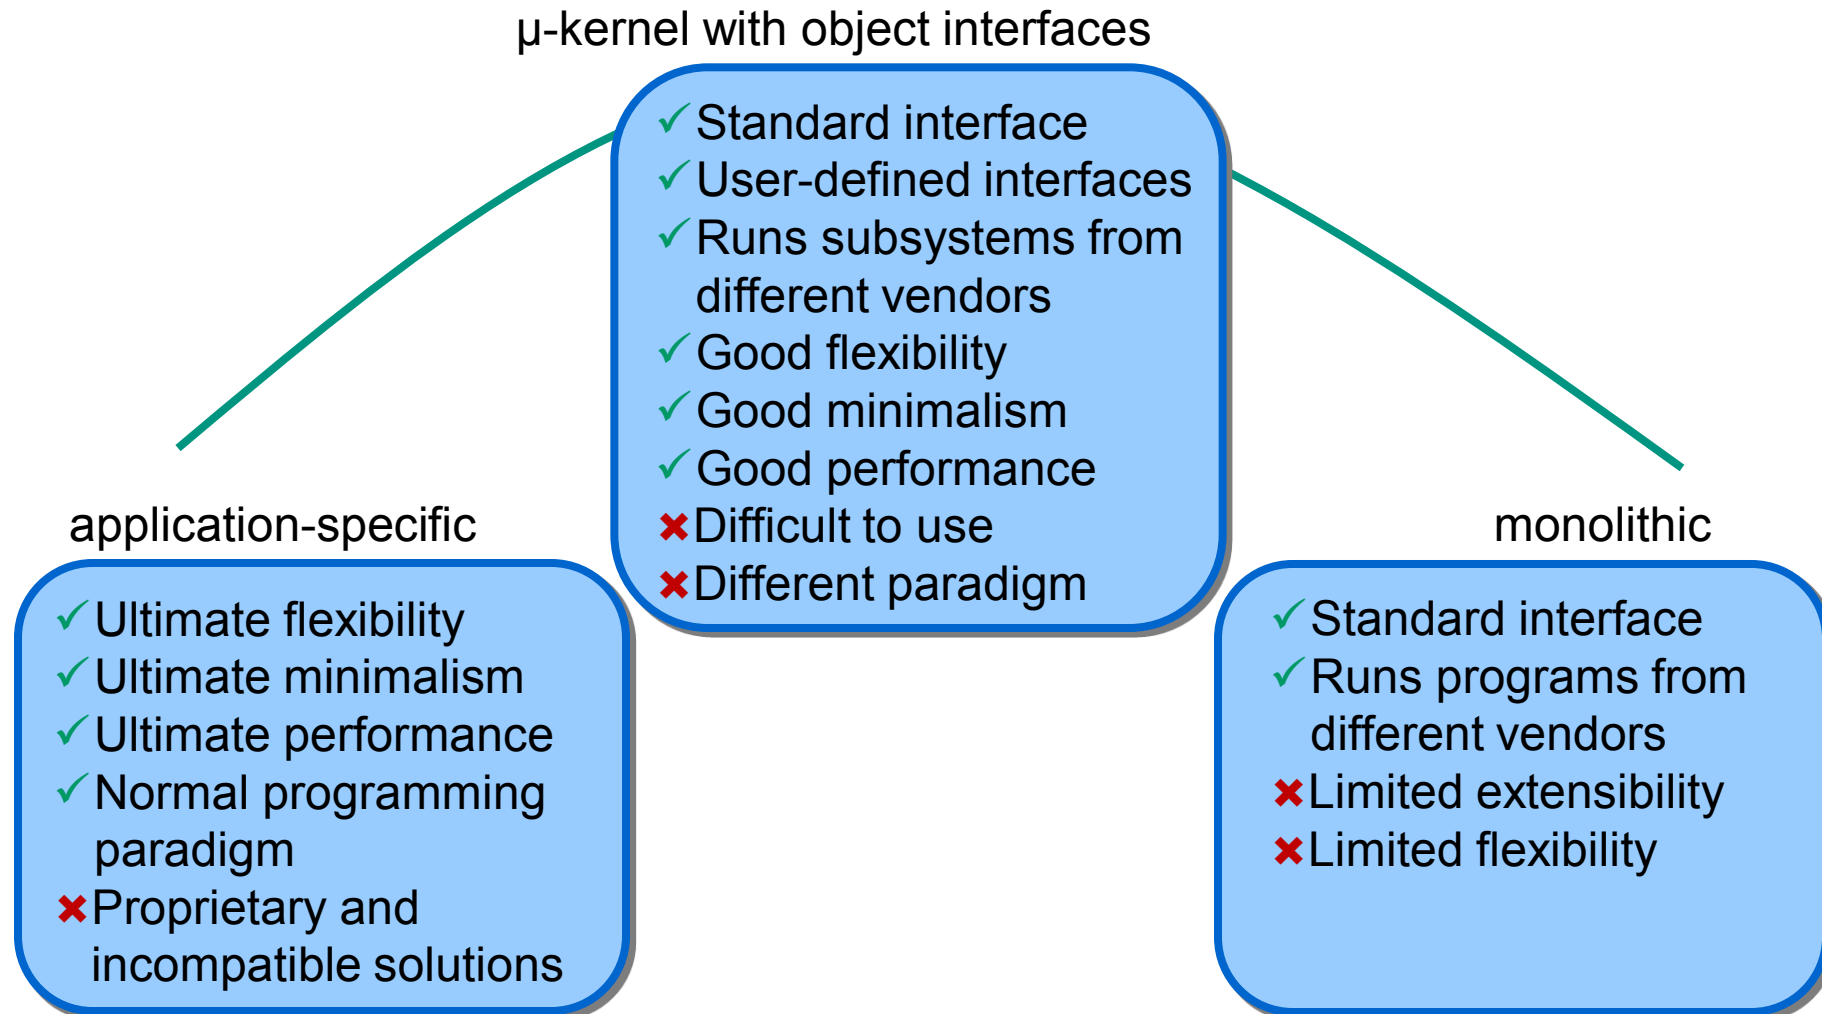 µ-kernel with object interfaces
✓ Standard interface
✓ User-defined interfaces
✓ Runs subsystems from
different vendors
✓ Good flexibility
✓ Good minimalism
✓ Good performance
✖ Difficult to use
✖ Different paradigm
application-specific
✓ Ultimate flexibility
✓ Ultimate minimalism
✓ Ultimate performance
✓ Normal programming
paradigm
✖ Proprietary and
incompatible solutions
monolithic
✓ Standard interface
✓ Runs programs from
different vendors
✖ Limited extensibility
✖ Limited flexibility